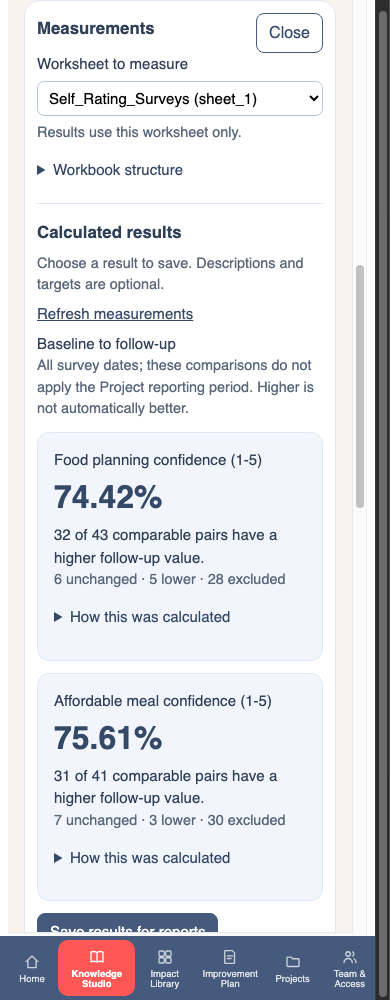 Measurements
Close
Worksheet to measure
Self_Rating_Surveys (sheet_1)
Results use this worksheet only.
Workbook structure
Calculated results
Choose a result to save. Descriptions and
targets are optional.
Refresh measurements
Baseline to follow-up
All survey dates; these comparisons do not
apply the Project reporting period. Higher is
not automatically better.
Food planning confidence (1-5)
74.42%
32 of 43 comparable pairs have a
higher follow-up value.
6 unchanged · 5 lower · 28 excluded
How this was calculated
Affordable meal confidence (1-5)
75.61%
31 of 41 comparable pairs have a
higher follow-up value.
7 unchanged · 3 lower · 30 excluded
How this was calculated
Save results for reports
Home
Knowledge
Studio
Impact
Library
Improvement
Plan
Projects
Team &
Access